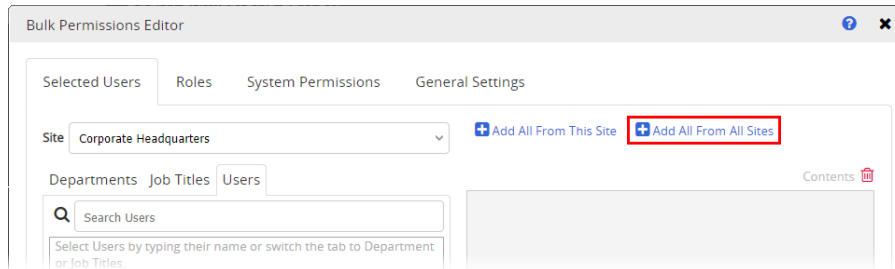 Bulk Permissions Editor
Selected Users Roles System Permissions General Settings
Site Corporate Headquarters Add All From This Site Add All From All Sites
Departments Job Titles Users Contents
Search Users
Select Users by typing their name or switch the tab to Department
or Job Titles.